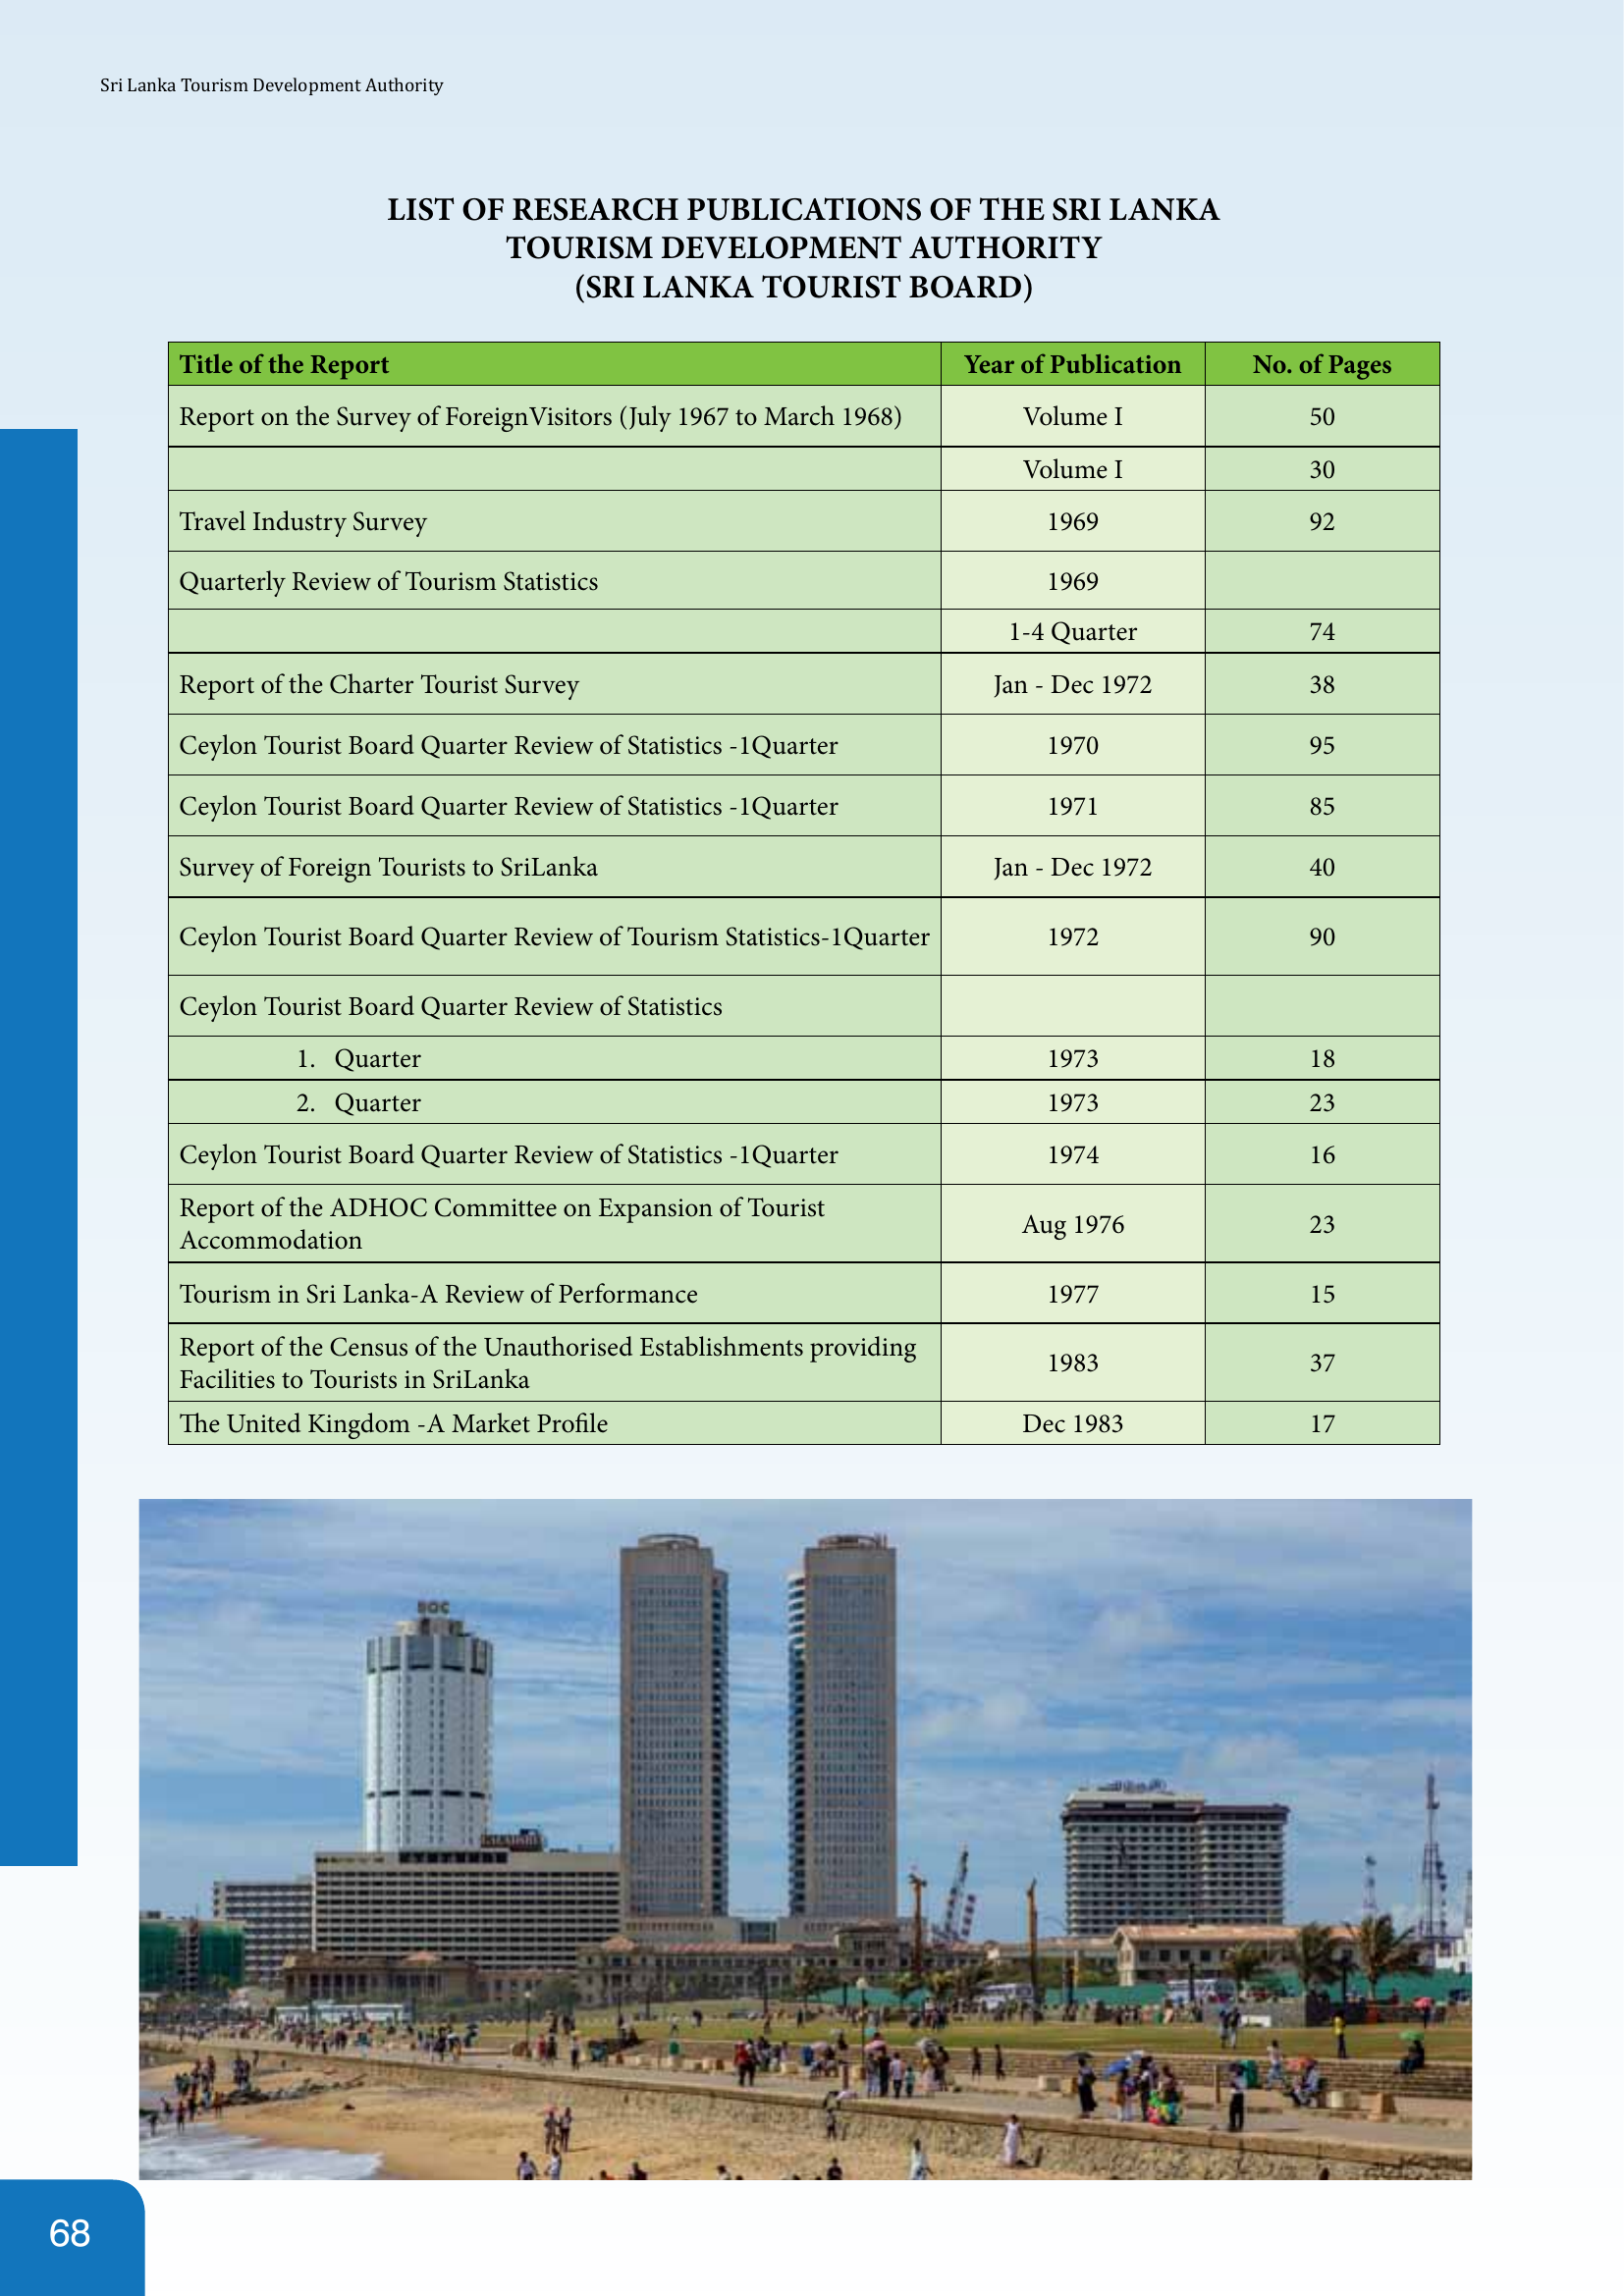 Sri Lanka Tourism Development Authority
LIST OF RESEARCH PUBLICATIONS OF THE SRI LANKA
TOURISM DEVELOPMENT AUTHORITY
(SRI LANKA TOURIST BOARD)
Title of the Report Year of Publication No. of Pages
Report on the Survey of ForeignVisitors (July 1967 to March 1968) Volume I 50
Volume I 30
Travel Industry Survey 1969 92
Quarterly Review of Tourism Statistics 1969
1-4 Quarter 74
Report of the Charter Tourist Survey Jan - Dec 1972 38
Ceylon Tourist Board Quarter Review of Statistics -1Quarter 1970 95
Ceylon Tourist Board Quarter Review of Statistics -1Quarter 1971 85
Survey of Foreign Tourists to SriLanka Jan - Dec 1972 40
Ceylon Tourist Board Quarter Review of Tourism Statistics-1Quarter 1972 90
Ceylon Tourist Board Quarter Review of Statistics
1. Quarter 1973 18
2. Quarter 1973 23
Ceylon Tourist Board Quarter Review of Statistics -1Quarter 1974 16
Report of the ADHOC Committee on Expansion of Tourist
Accommodation Aug 1976 23
Tourism in Sri Lanka-A Review of Performance 1977 15
Report of the Census of the Unauthorised Establishments providing
Facilities to Tourists in SriLanka 1983 37
The United Kingdom -A Market Profile Dec 1983 17
BOC
68